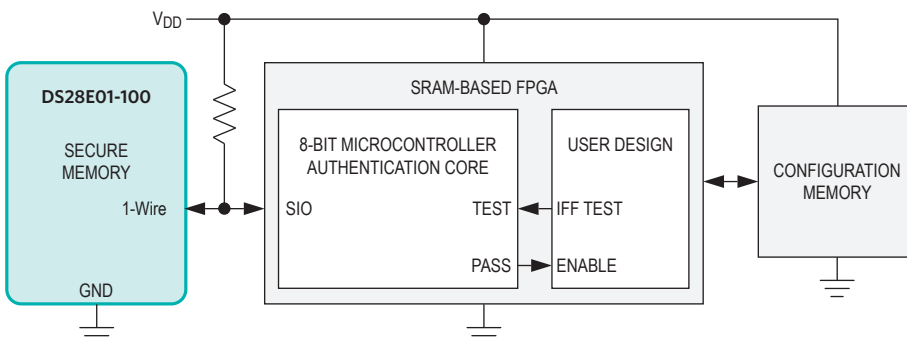 V_DD
DS28E01-100
SECURE
MEMORY
1-Wire
GND
SRAM-BASED FPGA
8-BIT MICROCONTROLLER
AUTHENTICATION CORE
SIO
TEST
PASS
USER DESIGN
IFF TEST
ENABLE
CONFIGURATION
MEMORY